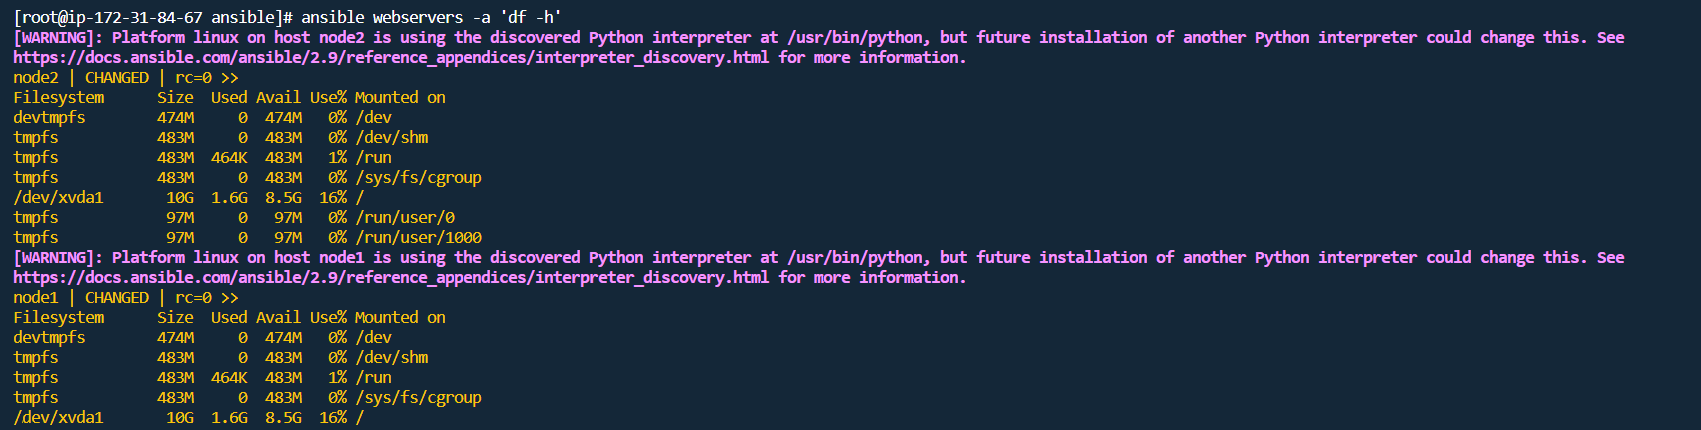 [root@ip-172-31-84-67 ansible]# ansible webservers -a 'df -h'
[WARNING]: Platform linux on host node2 is using the discovered Python interpreter at /usr/bin/python, but future installation of another Python interpreter could change this. See
https://docs.ansible.com/ansible/2.9/reference_appendices/interpreter_discovery.html for more information.
node2 | CHANGED | rc=0 >>
Filesystem      Size  Used Avail Use% Mounted on
devtmpfs        474M     0  474M   0% /dev
tmpfs           483M     0  483M   0% /dev/shm
tmpfs           483M  464K  483M   1% /run
tmpfs           483M     0  483M   0% /sys/fs/cgroup
/dev/xvda1       10G  1.6G  8.5G  16% /
tmpfs            97M     0   97M   0% /run/user/0
tmpfs            97M     0   97M   0% /run/user/1000
[WARNING]: Platform linux on host node1 is using the discovered Python interpreter at /usr/bin/python, but future installation of another Python interpreter could change this. See
https://docs.ansible.com/ansible/2.9/reference_appendices/interpreter_discovery.html for more information.
node1 | CHANGED | rc=0 >>
Filesystem      Size  Used Avail Use% Mounted on
devtmpfs        474M     0  474M   0% /dev
tmpfs           483M     0  483M   0% /dev/shm
tmpfs           483M  464K  483M   1% /run
tmpfs           483M     0  483M   0% /sys/fs/cgroup
/dev/xvda1       10G  1.6G  8.5G  16% /